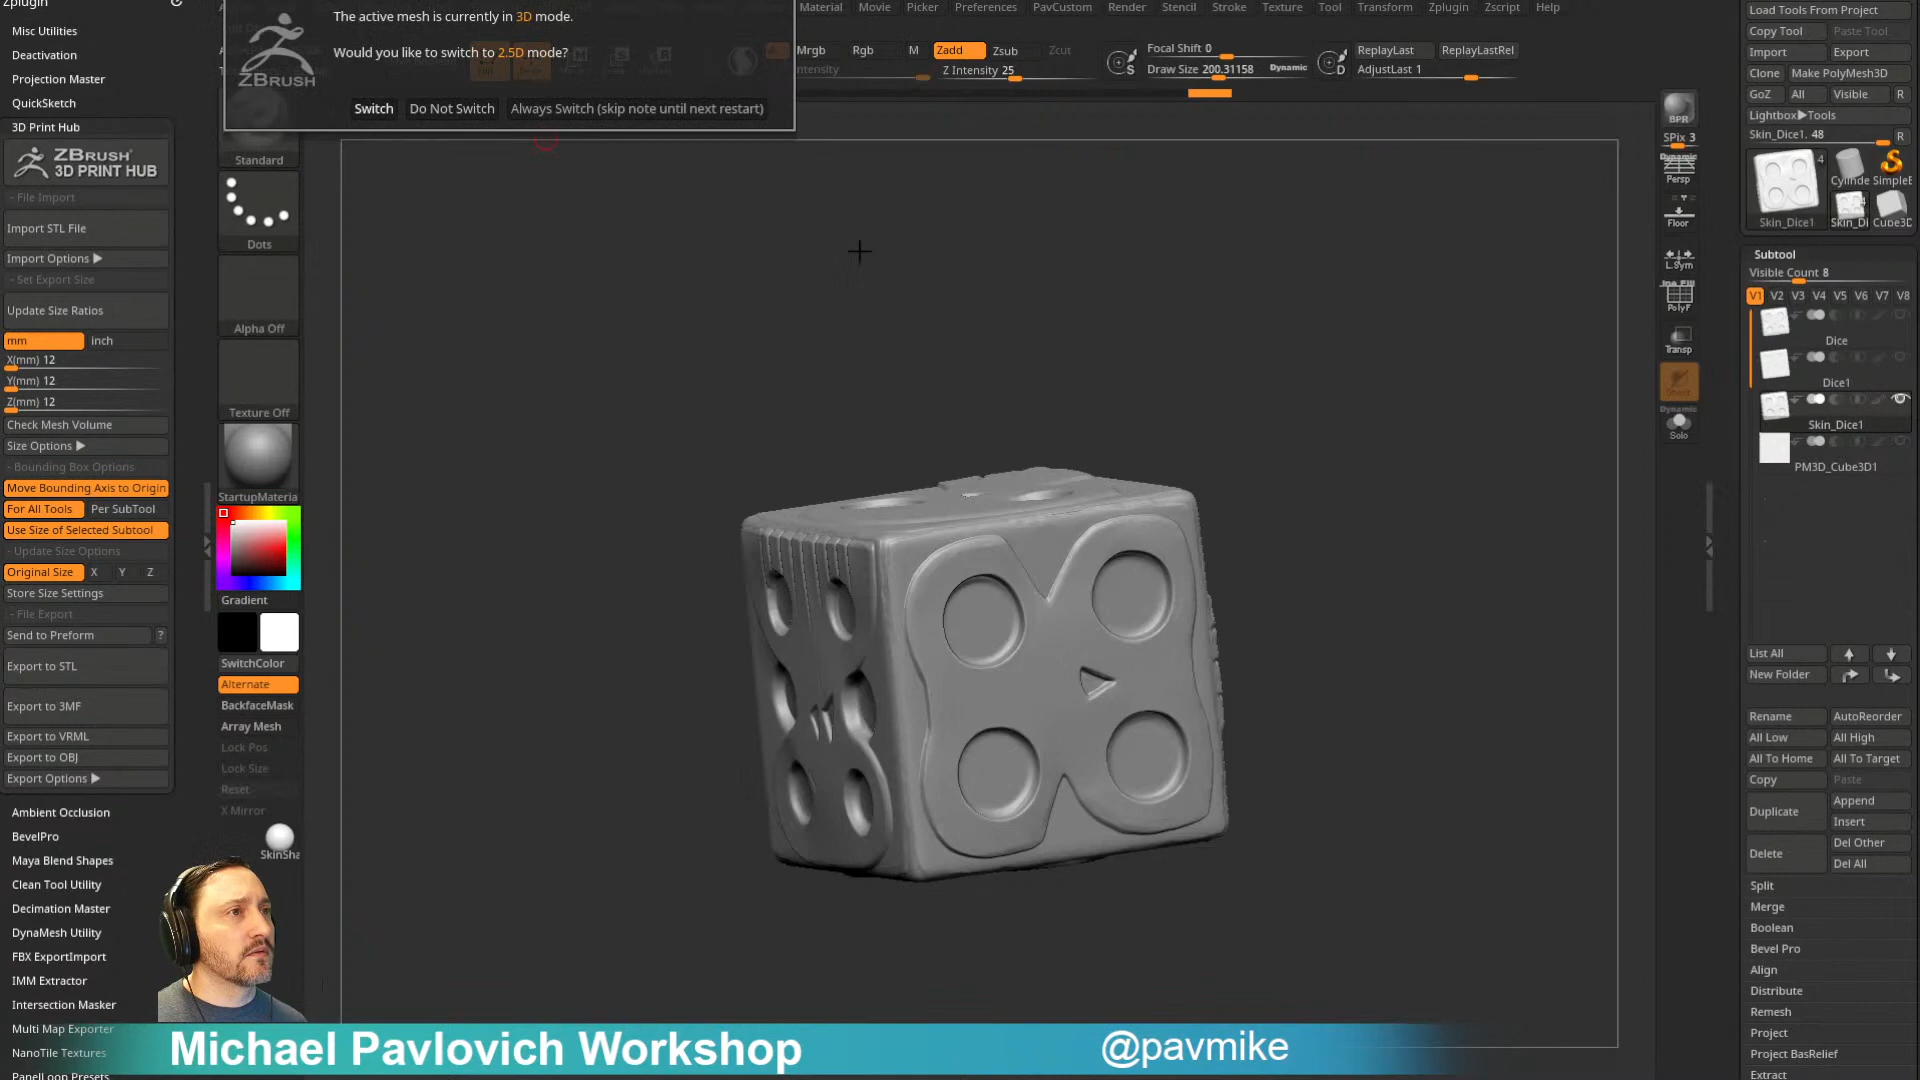 Zplugin
Misc Utilities
Deactivation
Projection Master
QuickSketch
3D Print Hub
ZBRUSH®
3D PRINT HUB
- File Import
Import STL File
Import Options ▶
- Set Export Size
Update Size Ratios
mm inch
X(mm) 12
Y(mm) 12
Z(mm) 12
Check Mesh Volume
Size Options ▶
- Bounding Box Options
Move Bounding Axis to Origin
For All Tools Per SubTool
Use Size of Selected Subtool
- Update Size Options
Original Size X Y Z
Store Size Settings
- File Export
Send to Preform ?
Export to STL
Export to 3MF
Export to VRML
Export to OBJ
Export Options ▶
Ambient Occlusion
BevelPro
Maya Blend Shapes
Clean Tool Utility
Decimation Master
DynaMesh Utility
FBX ExportImport
IMM Extractor
Intersection Masker
Multi Map Exporter
NanoTile Textures
PanelLoop Presets
The active mesh is currently in 3D mode.
Would you like to switch to 2.5D mode?
ZBRUSH
Switch Do Not Switch Always Switch (skip note until next restart)
Standard
Dots
Alpha Off
Texture Off
StartupMateria
Gradient
SwitchColor
Alternate
BackfaceMask
Array Mesh
Lock Pos
Lock Size
Reset
X Mirror
SkinSha
Material Movie Picker Preferences PavCustom Render Stencil Stroke Texture Tool Transform Zplugin Zscript Help
Mrgb Rgb M Zadd Zsub Zcut
ntensity Z Intensity 25
S
Focal Shift 0
Draw Size 200.31158 Dynamic
D
ReplayLast ReplayLastRel
AdjustLast 1
BPR
SPix 3
Dynamic
Persp
Floor
L.Sym
PolyF
Transp
Dynamic
Solo
Load Tools From Project
Copy Tool Paste Tool
Import Export
Clone Make PolyMesh3D
GoZ All Visible R
Lightbox▶Tools
Skin_Dice1. 48 R
4
Cylinde SimpleE
4
Skin_Dice1 Skin_Di Cube3D
Subtool
Visible Count 8
V1 V2 V3 V4 V5 V6 V7 V8
Dice
Dice1
Skin_Dice1
PM3D_Cube3D1
List All
New Folder
Rename AutoReorder
All Low All High
All To Home All To Target
Copy Paste
Duplicate Append
Insert
Delete Del Other
Del All
Split
Merge
Boolean
Bevel Pro
Align
Distribute
Remesh
Project
Project BasRelief
Extract
Michael Pavlovich Workshop
@pavmike